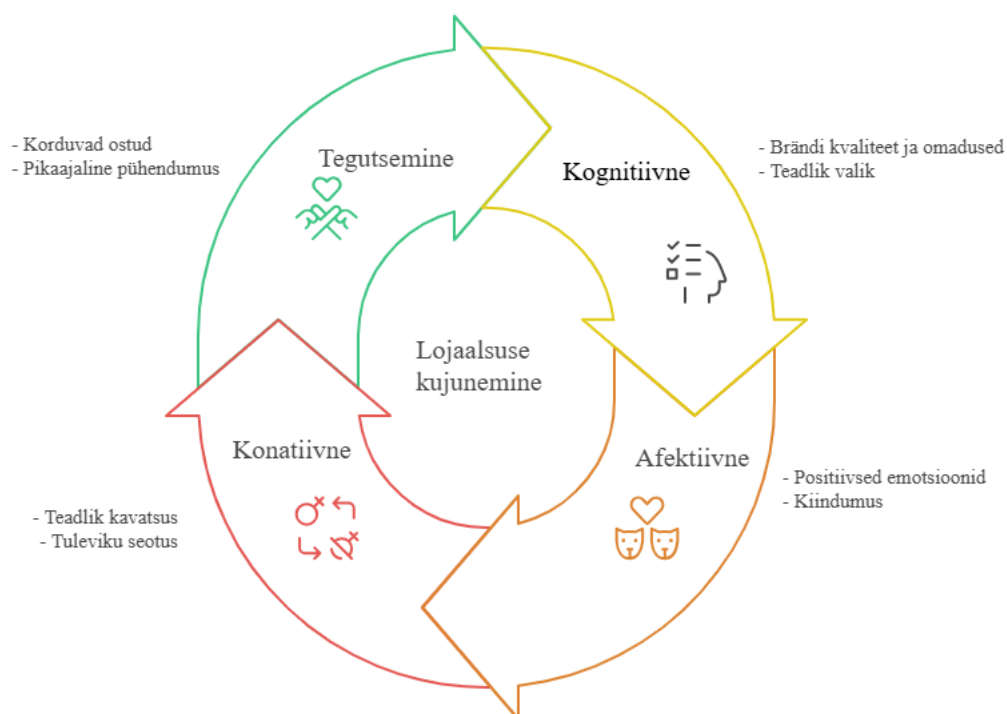 - Korduvad ostud
- Pikaajaline pühendumus
Tegutsemine
Kognitiivne
- Brändi kvaliteet ja omadused
- Teadlik valik
Lojaalsuse
kujunemine
Konatiivne
- Teadlik kavatsus
- Tuleviku seotus
Afektiivne
- Positiivsed emotsioonid
- Kiindumus